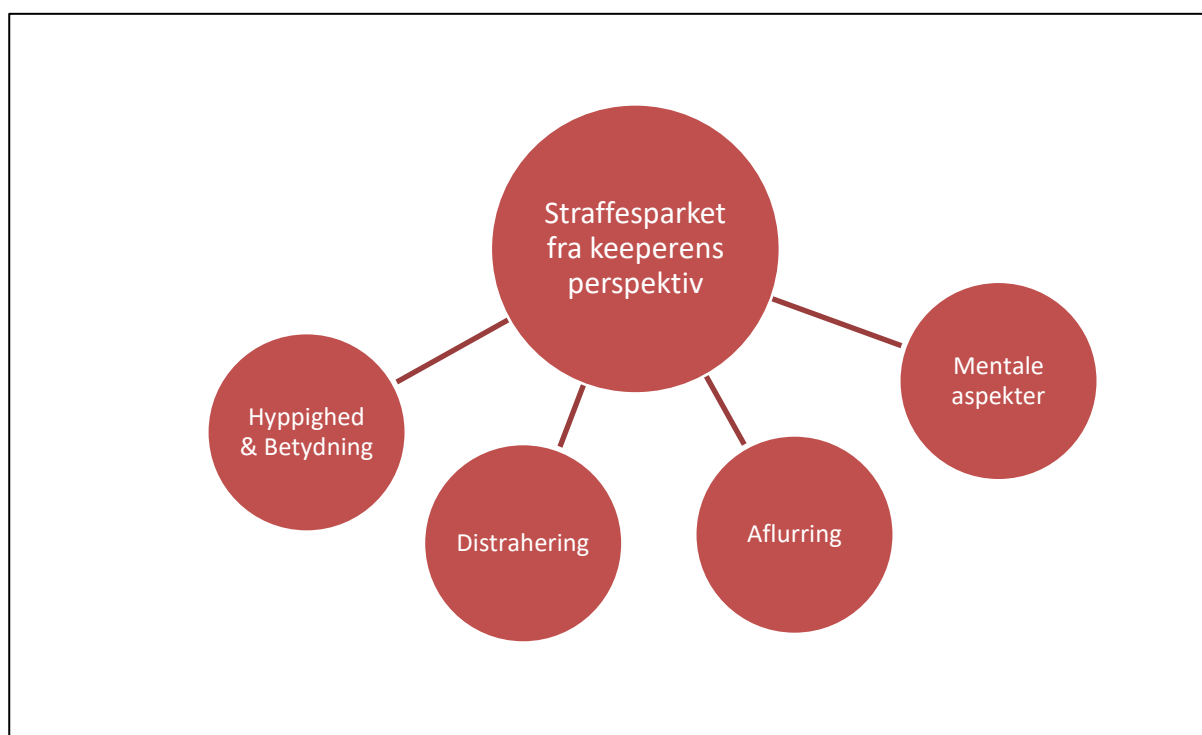 Straffesparket
fra keeperens
perspektiv
Hyppighed
& Betydning
Distrahering
Aflurring
Mentale
aspekter